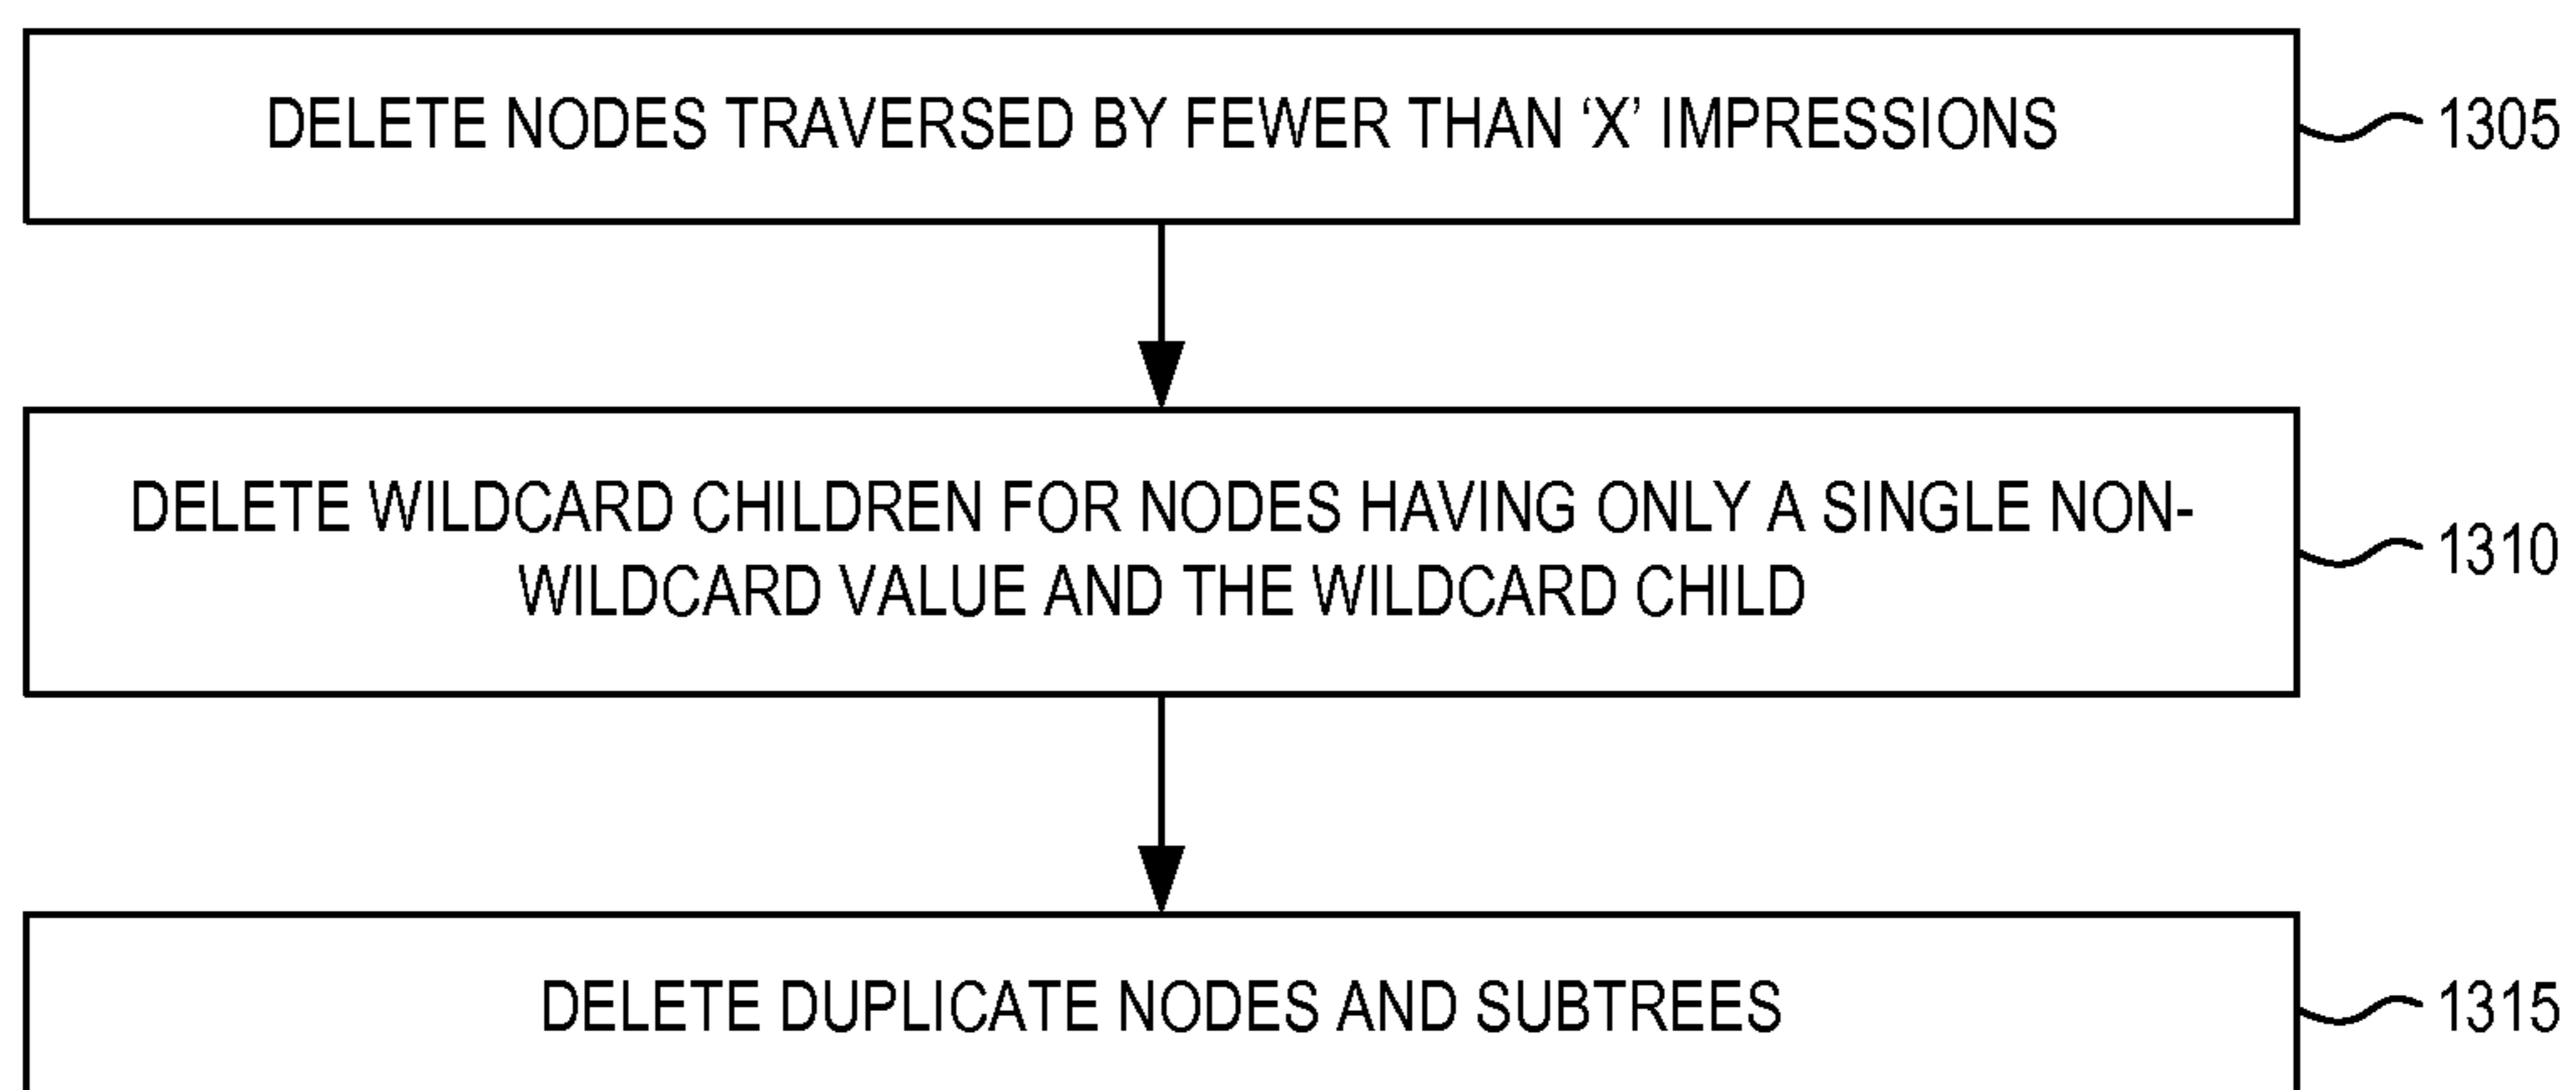 DELETE NODES TRAVERSED BY FEWER THAN ‘X’ IMPRESSIONS
1305
DELETE WILDCARD CHILDREN FOR NODES HAVING ONLY A SINGLE NON-
WILDCARD VALUE AND THE WILDCARD CHILD
1310
DELETE DUPLICATE NODES AND SUBTREES
1315